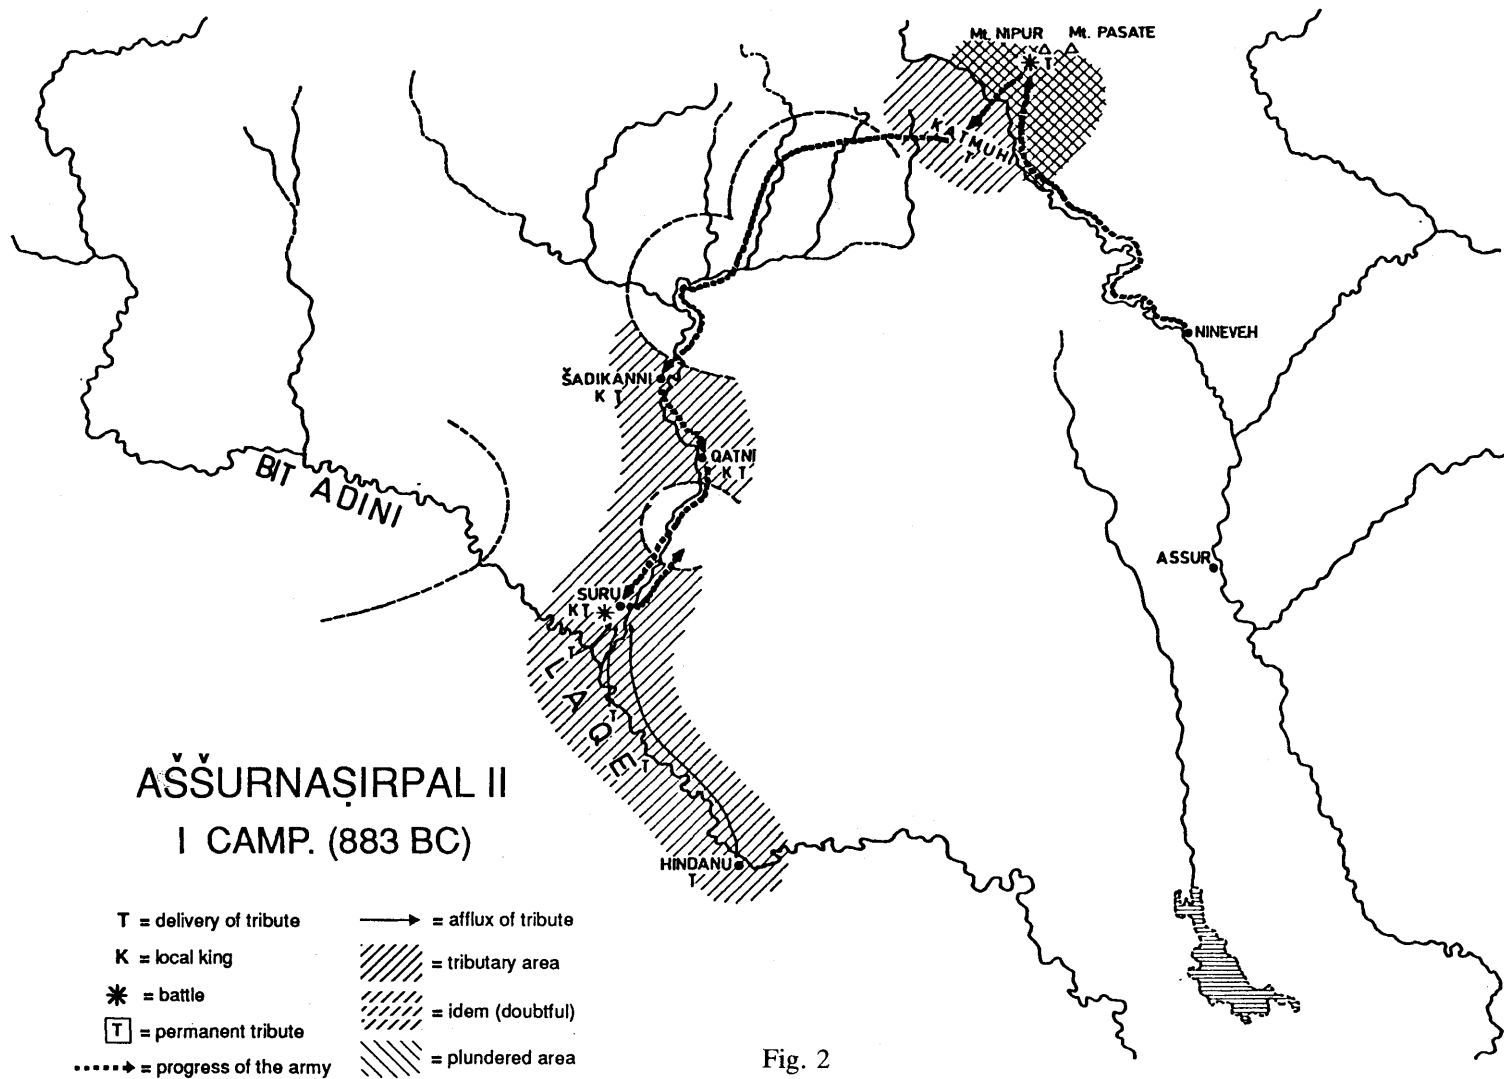 Mt. NIPUR
Mt. PASATE
T
KATMUHI
T
NINEVEH
ŠADIKANNI
K T
QATNI
K T
BIT ADINI
ASSUR
SURU
K T
T
LAQE
T
T
HINDANU
T
AŠŠURNAṢIRPAL II
I CAMP. (883 BC)
T = delivery of tribute
K = local king
= battle
T = permanent tribute
= progress of the army
= afflux of tribute
= tributary area
= idem (doubtful)
= plundered area
Fig. 2